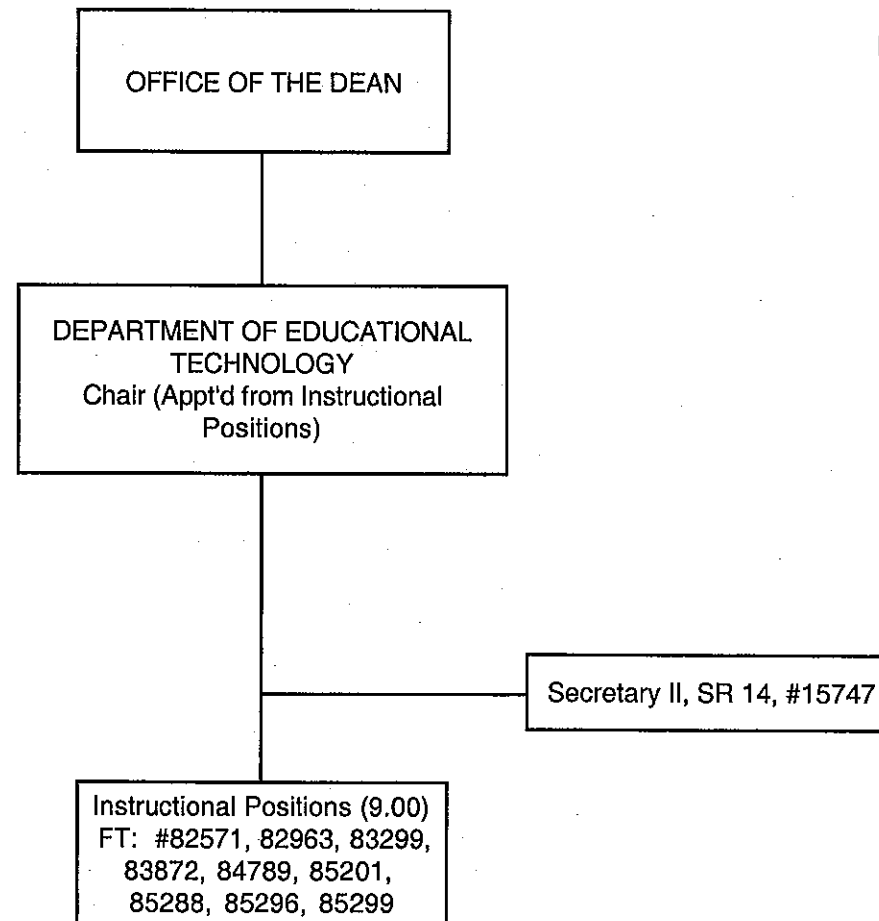 OFFICE OF THE DEAN
DEPARTMENT OF EDUCATIONAL
TECHNOLOGY
Chair (Appt'd from Instructional
Positions)
Secretary II, SR 14, #15747
Instructional Positions (9.00)
FT: #82571, 82963, 83299,
83872, 84789, 85201,
85288, 85296, 85299